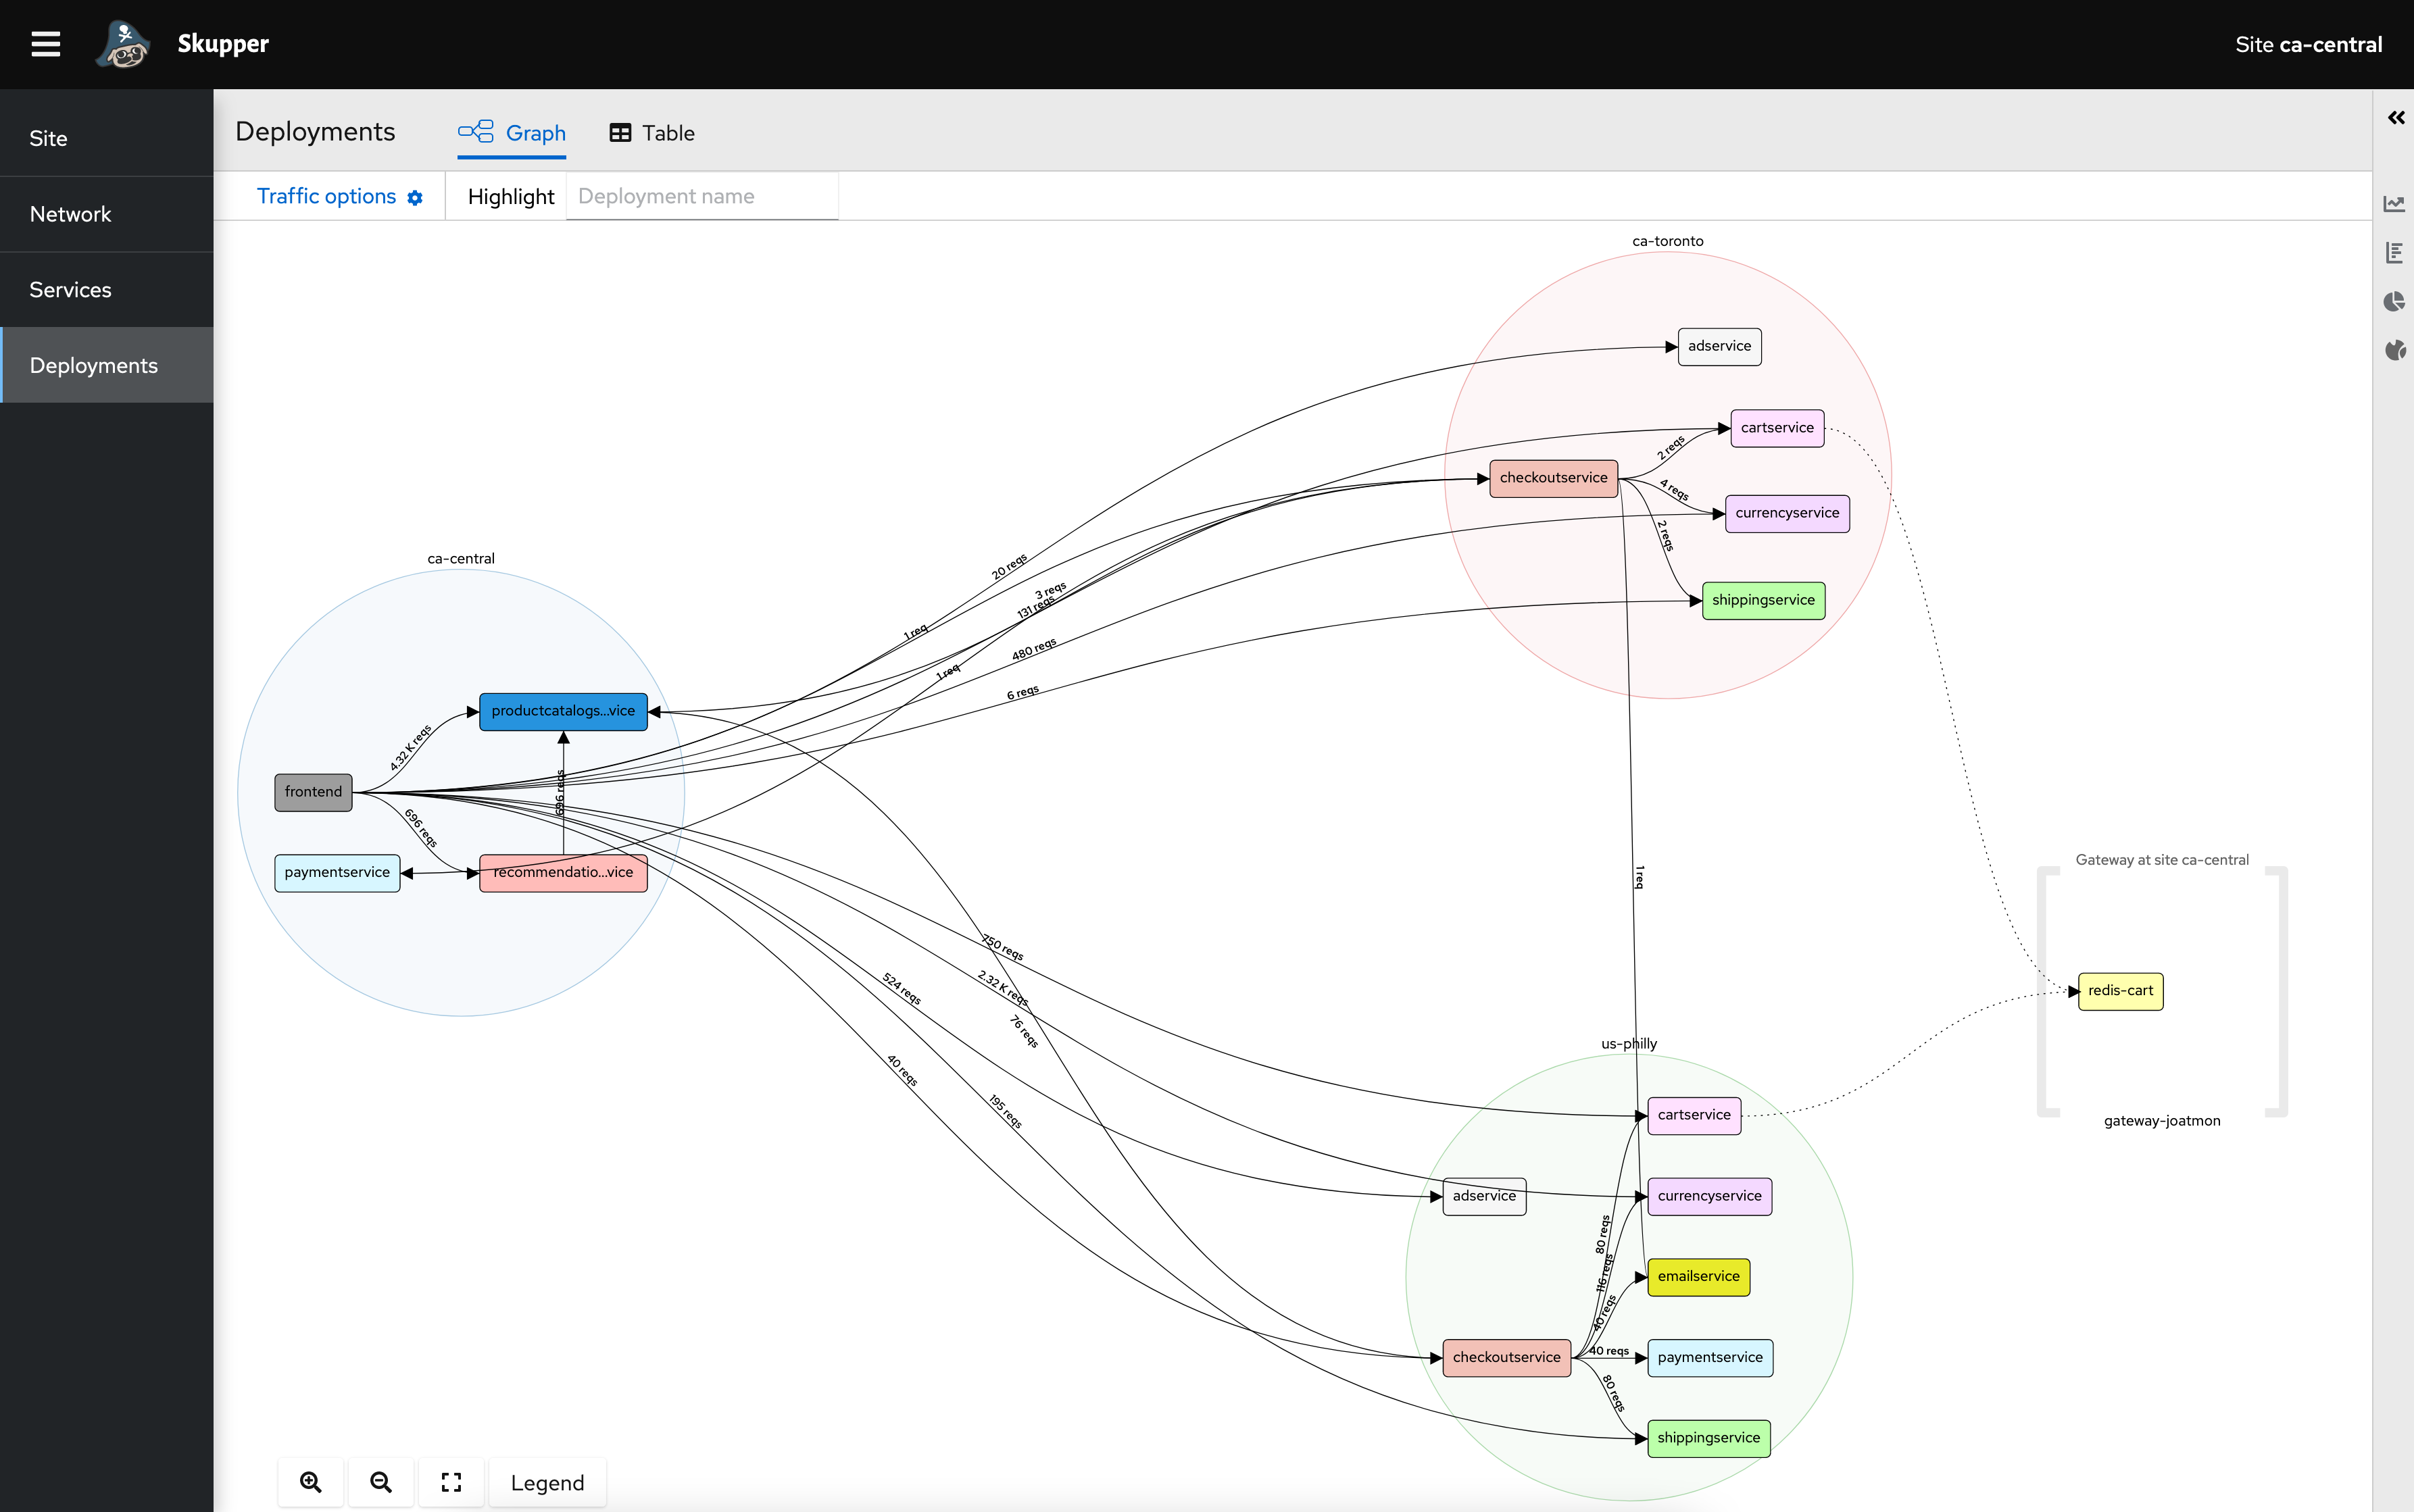 Skupper
Site ca-central
Site
Network
Services
Deployments
Deployments
Graph
Table
Traffic options
Highlight
Deployment name
ca-toronto
adservice
cartservice
checkoutservice
2 reqs
4 reqs
currencyservice
2 reqs
shippingservice
ca-central
20 reqs
3 reqs
131 reqs
1 req
480 reqs
1 req
6 reqs
productcatalogs...vice
4.32 K reqs
frontend
696 reqs
696 reqs
paymentservice
recommendatio...vice
1 req
Gateway at site ca-central
redis-cart
gateway-joatmon
750 reqs
524 reqs
2.32 K reqs
76 reqs
40 reqs
195 reqs
us-philly
cartservice
adservice
currencyservice
80 reqs
116 reqs
emailservice
40 reqs
checkoutservice
40 reqs
paymentservice
80 reqs
shippingservice
Legend